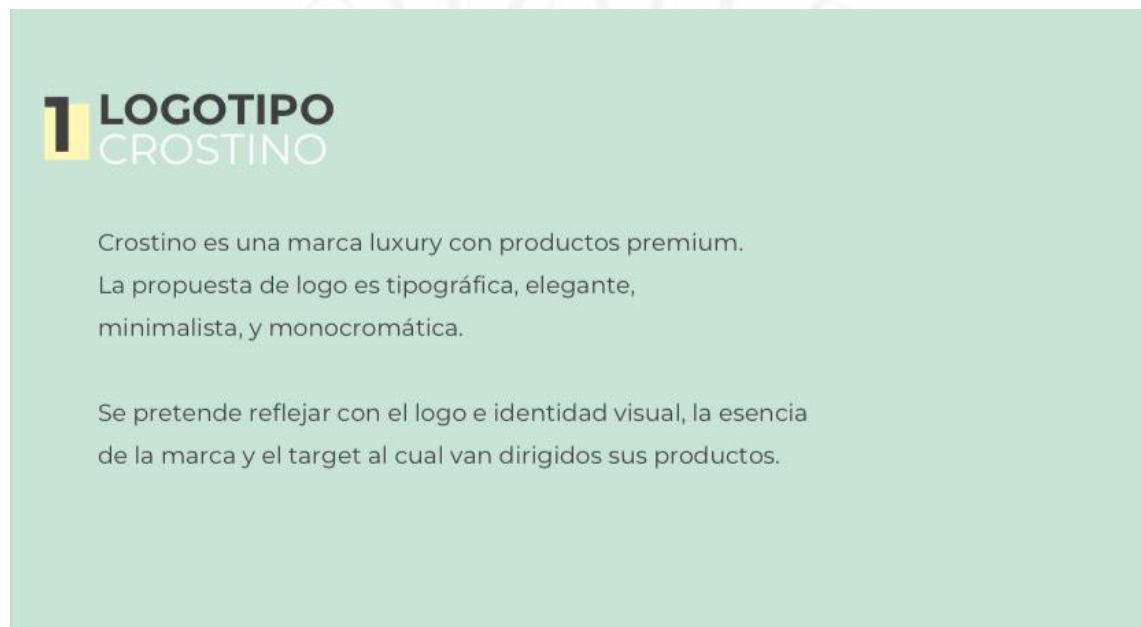 1 LOGOTIPO
CROSTINO
Crostino es una marca luxury con productos premium.
La propuesta de logo es tipográfica, elegante,
minimalista, y monocromática.
Se pretende reflejar con el logo e identidad visual, la esencia
de la marca y el target al cual van dirigidos sus productos.